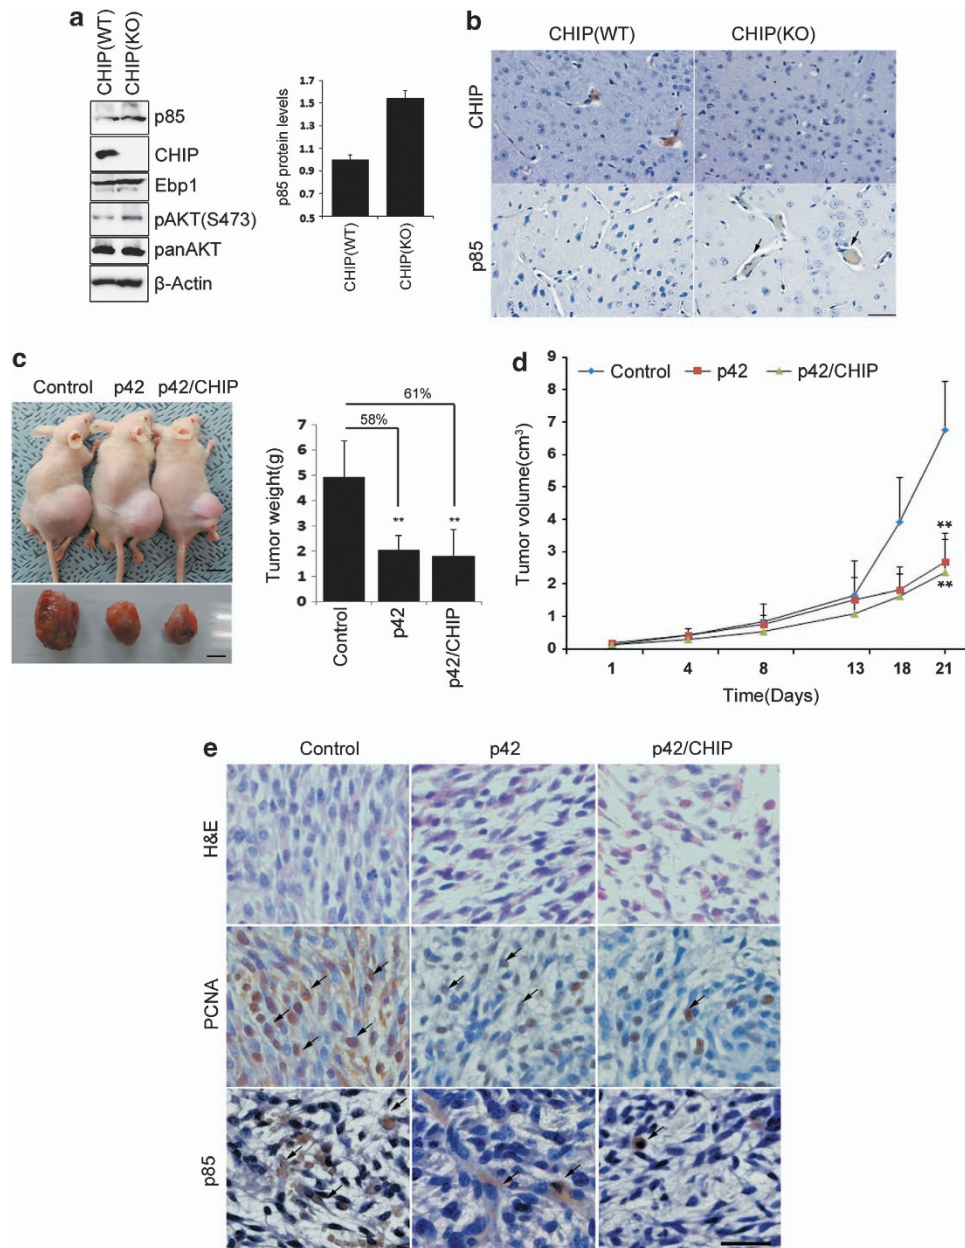 a
CHIP(WT)
CHIP(KO)
p85
CHIP
Ebp1
pAKT(S473)
panAKT
β-Actin
p85 protein levels
1.7
1.5
1.3
1.1
0.9
0.7
0.5
CHIP(WT)
CHIP(KO)
b
CHIP(WT) CHIP(KO)
CHIP
p85
c
Control p42 p42/CHIP
61%
58%
Tumor weight(g)
7
6
5
4
3
2
1
0
** **
Control
p42
p42/CHIP
d
Control p42 p42/CHIP
Tumor volume(cm³)
9
8
7
6
5
4
3
2
1
0
**
**
1 4 8 13 18 21
Time(Days)
e
Control p42 p42/CHIP
H&E
PCNA
p85